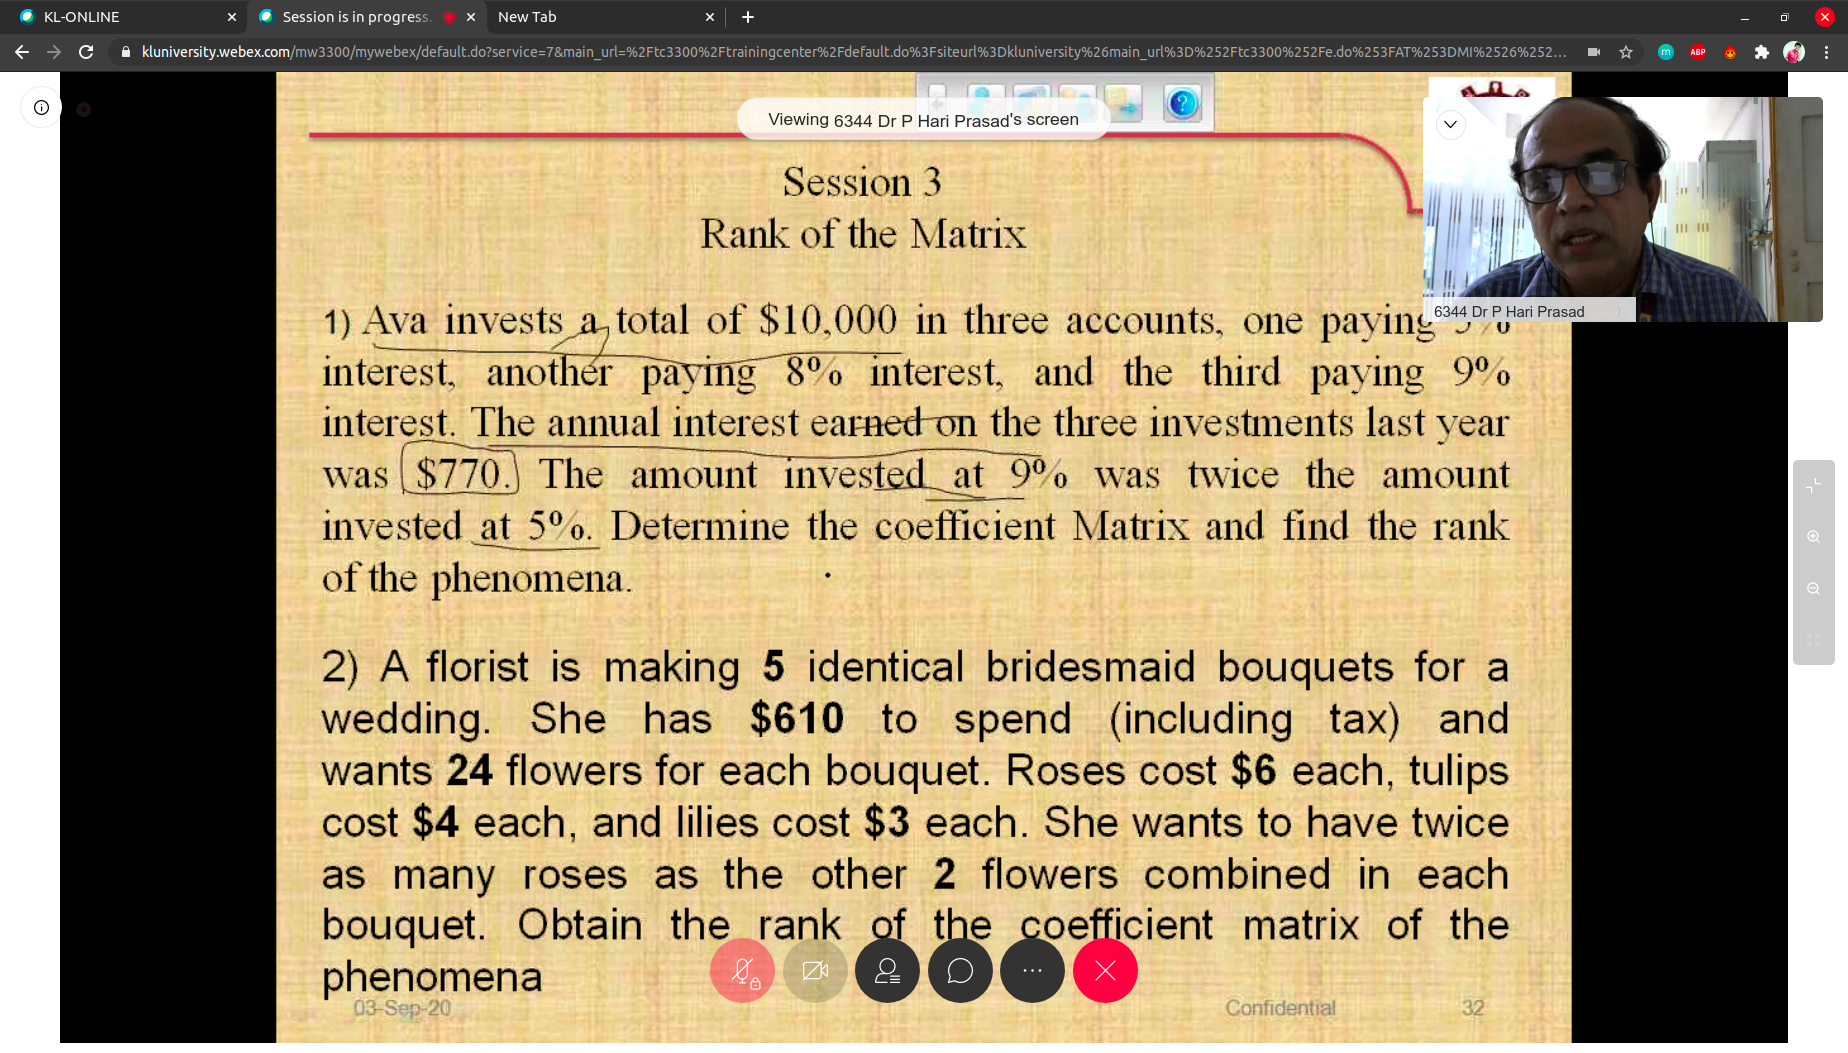 KL-ONLINE
Session is in progress..
New Tab
kluniversity.webex.com/mw3300/mywebex/default.do?service=7&main_url=%2Ftc3300%2Ftrainingcenter%2Fdefault.do%3Fsiteurl%3Dkluniversity%26main_url%3D%252Ftc3300%252Fe.do%253FAT%253DMI%2526%252...
m
ABP
Viewing 6344 Dr P Hari Prasad's screen
Session 3
Rank of the Matrix
1) Ava invests a total of $10,000 in three accounts, one paying 5%
interest, another paying 8% interest, and the third paying 9%
interest. The annual interest earned on the three investments last year
was $770. The amount invested at 9% was twice the amount
invested at 5%. Determine the coefficient Matrix and find the rank
of the phenomena.
6344 Dr P Hari Prasad
2) A florist is making 5 identical bridesmaid bouquets for a
wedding. She has $610 to spend (including tax) and
wants 24 flowers for each bouquet. Roses cost $6 each, tulips
cost $4 each, and lilies cost $3 each. She wants to have twice
as many roses as the other 2 flowers combined in each
bouquet. Obtain the rank of the coefficient matrix of the
phenomena
03-Sep-20
Confidential
32